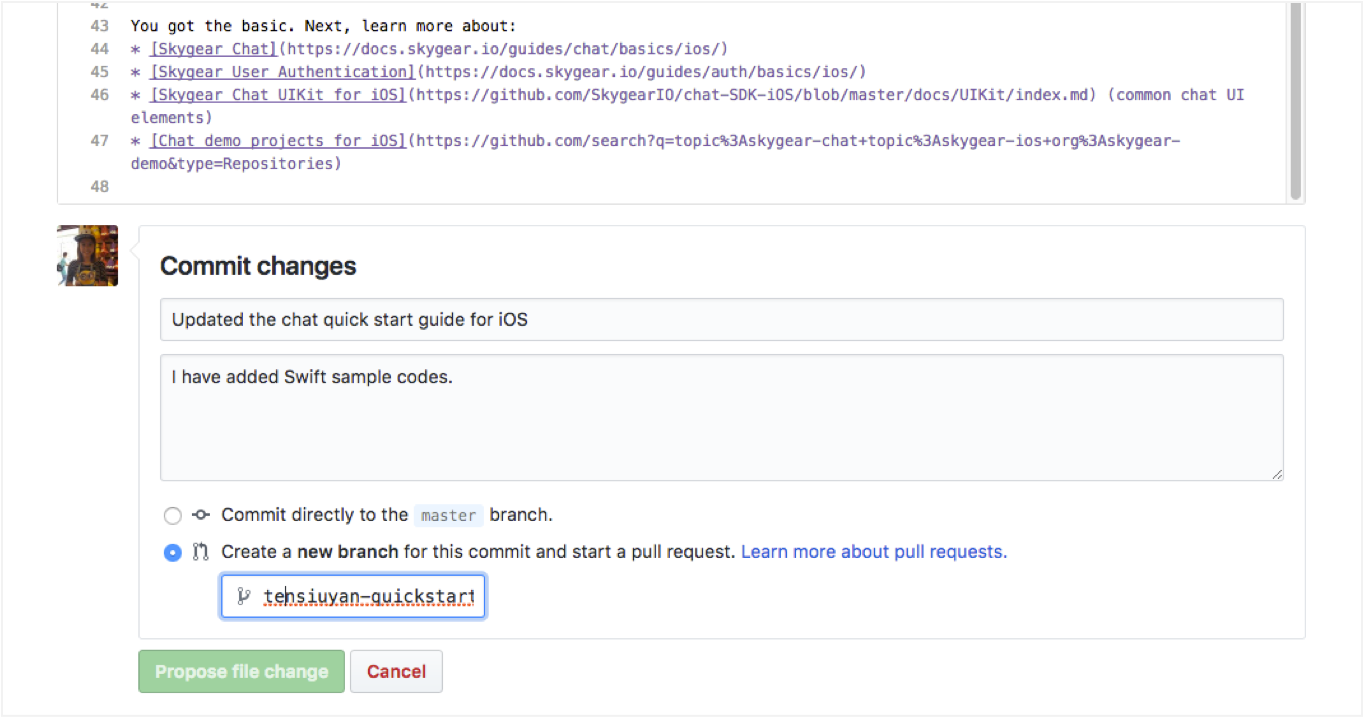 42
43 You got the basic. Next, learn more about:
44 * [Skygear Chat](https://docs.skygear.io/guides/chat/basics/ios/)
45 * [Skygear User Authentication](https://docs.skygear.io/guides/auth/basics/ios/)
46 * [Skygear Chat UIKit for iOS](https://github.com/SkygearIO/chat-SDK-iOS/blob/master/docs/UIKit/index.md) (common chat UI
elements)
47 * [Chat demo projects for iOS](https://github.com/search?q=topic%3Askygear-chat+topic%3Askygear-ios+org%3Askygear-
demo&type=Repositories)
48
Commit changes
Updated the chat quick start guide for iOS
I have added Swift sample codes.
Commit directly to the master branch.
Create a new branch for this commit and start a pull request. Learn more about pull requests.
tensiuyan-quickstart
Propose file change Cancel